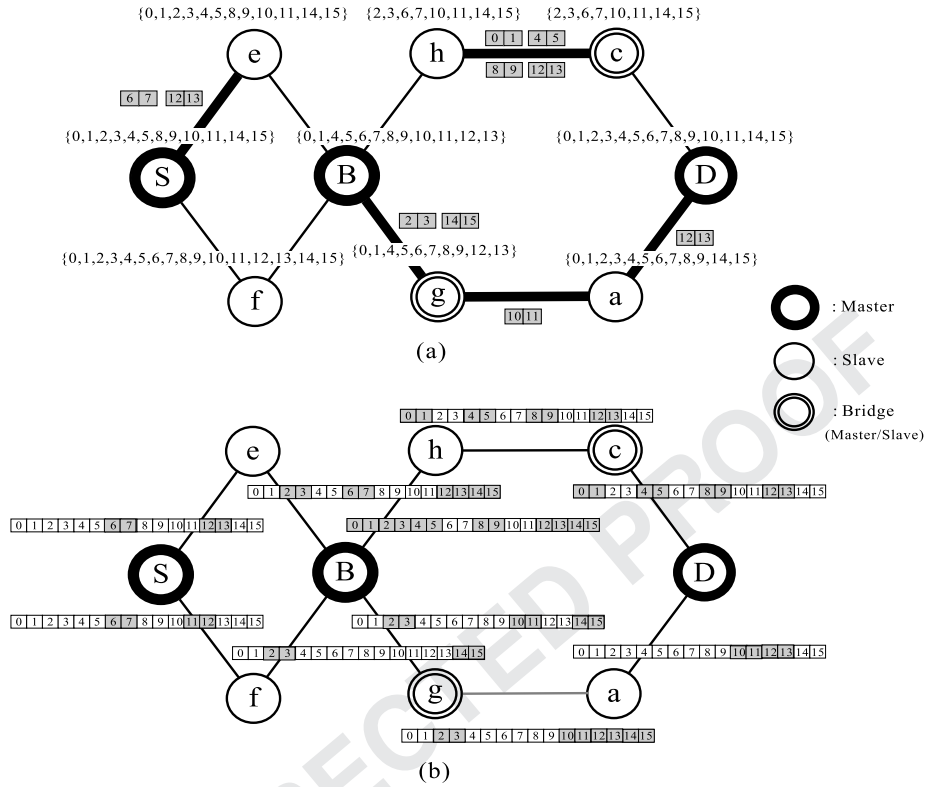 {0,1,2,3,4,5,8,9,10,11,14,15} {2,3,6,7,10,11,14,15} {2,3,6,7,10,11,14,15}
0 1 4 5
e h c
8 9 12 13
6 7 12 13
{0,1,2,3,4,5,8,9,10,11,14,15} {0,1,4,5,6,7,8,9,10,11,12,13} {0,1,2,3,4,5,6,7,8,9,10,11,14,15}
S B D
2 3 14 15
12 13
{0,1,2,3,4,5,6,7,8,9,10,11,12,13,14,15} {0,1,4,5,6,7,8,9,12,13} {0,1,2,3,4,5,6,7,8,9,14,15}
f g a
10 11
(a)
: Master
: Slave
: Bridge
(Master/Slave)
0 1 2 3 4 5 6 7 8 9 10 11 12 13 14 15
e h c
0 1 2 3 4 5 6 7 8 9 10 11 12 13 14 15
0 1 2 3 4 5 6 7 8 9 10 11 12 13 14 15
0 1 2 3 4 5 6 7 8 9 10 11 12 13 14 15
0 1 2 3 4 5 6 7 8 9 10 11 12 13 14 15
S B D
0 1 2 3 4 5 6 7 8 9 10 11 12 13 14 15
0 1 2 3 4 5 6 7 8 9 10 11 12 13 14 15
0 1 2 3 4 5 6 7 8 9 10 11 12 13 14 15
0 1 2 3 4 5 6 7 8 9 10 11 12 13 14 15
f g a
0 1 2 3 4 5 6 7 8 9 10 11 12 13 14 15
(b)
ECTED PROOF